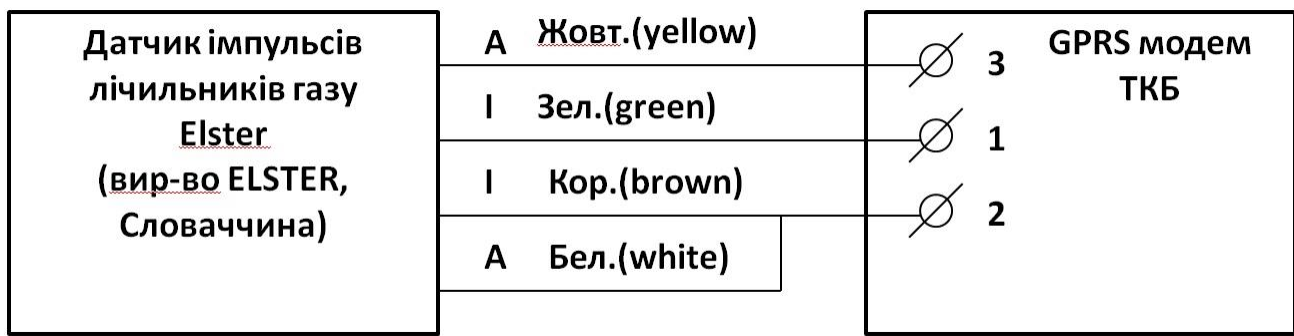 Датчик імпульсів
лічильників газу
Elster
(вир-во ELSTER,
Словаччина)
А Жовт.(yellow)
І Зел.(green)
І Кор.(brown)
А Бел.(white)
3
1
2
GPRS модем
ТКБ